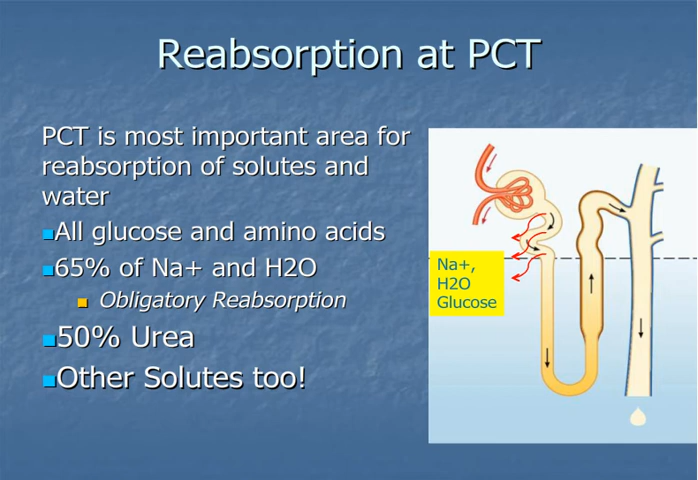 Reabsorption at PCT
PCT is most important area for
reabsorption of solutes and
water
All glucose and amino acids
65% of Na+ and H2O
Obligatory Reabsorption
50% Urea
Other Solutes too!
Na+,
H2O
Glucose